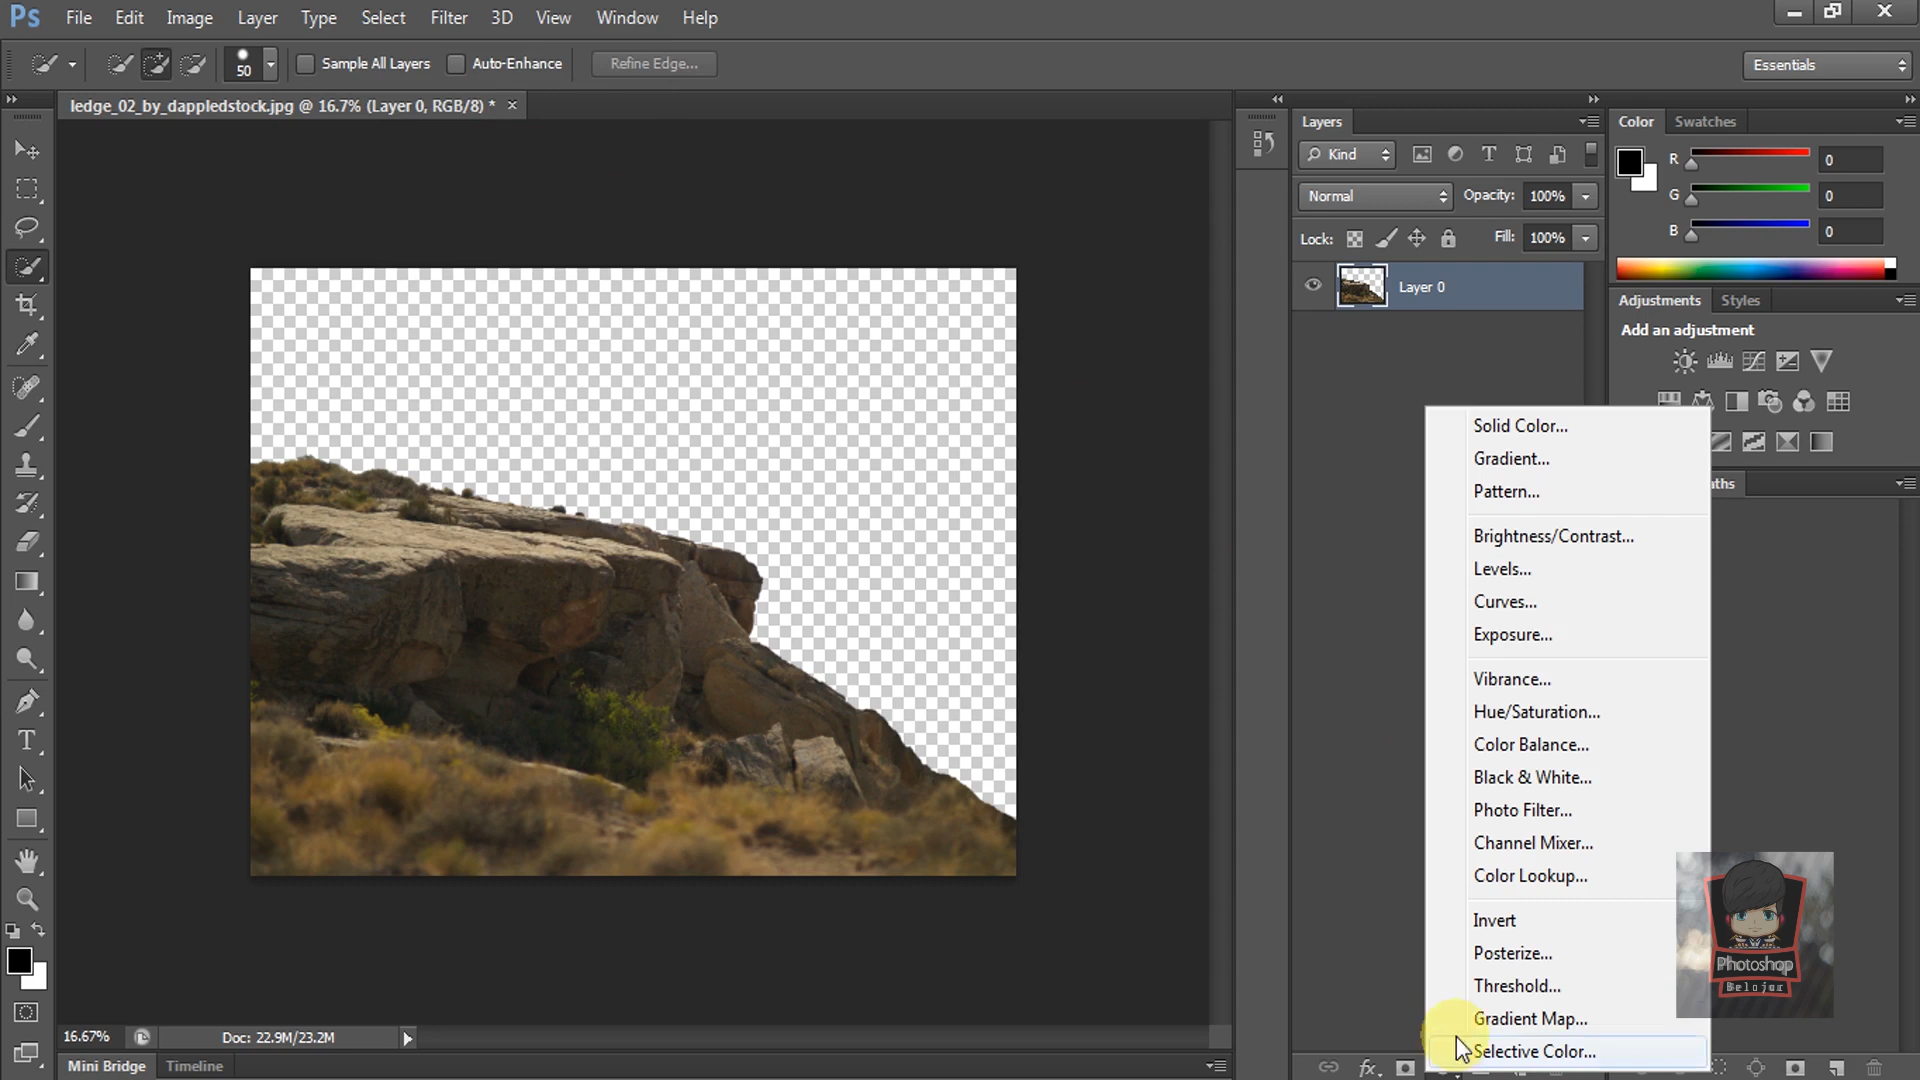 Ps File Edit Image Layer Type Select Filter 3D View Window Help
50 Sample All Layers Auto-Enhance Refine Edge... Essentials
ledge_02_by_dappledstock.jpg @ 16.7% (Layer 0, RGB/8) * ×
Layers
Kind
Normal Opacity: 100%
Lock: Fill: 100%
Layer 0
Color Swatches
R 0
G 0
B 0
Adjustments Styles
Add an adjustment
aths
Solid Color...
Gradient...
Pattern...
Brightness/Contrast...
Levels...
Curves...
Exposure...
Vibrance...
Hue/Saturation...
Color Balance...
Black & White...
Photo Filter...
Channel Mixer...
Color Lookup...
Invert
Posterize...
Threshold...
Gradient Map...
Selective Color...
Photoshop
Belajar
16.67% Doc: 22.9M/23.2M
Mini Bridge Timeline
fx